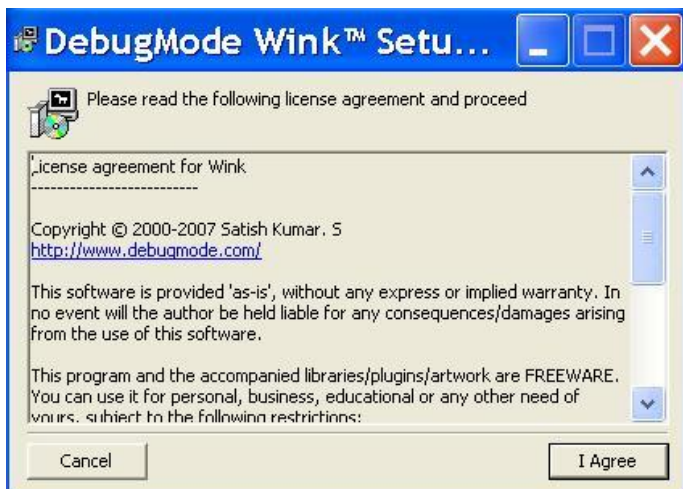 DebugMode Wink™ Setu...
Please read the following license agreement and proceed
License agreement for Wink
--------------------------
Copyright © 2000-2007 Satish Kumar. S
http://www.debugmode.com/
This software is provided 'as-is', without any express or implied warranty. In
no event will the author be held liable for any consequences/damages arising
from the use of this software.
This program and the accompanied libraries/plugins/artwork are FREEWARE.
You can use it for personal, business, educational or any other need of
yours, subject to the following restrictions:
Cancel
I Agree